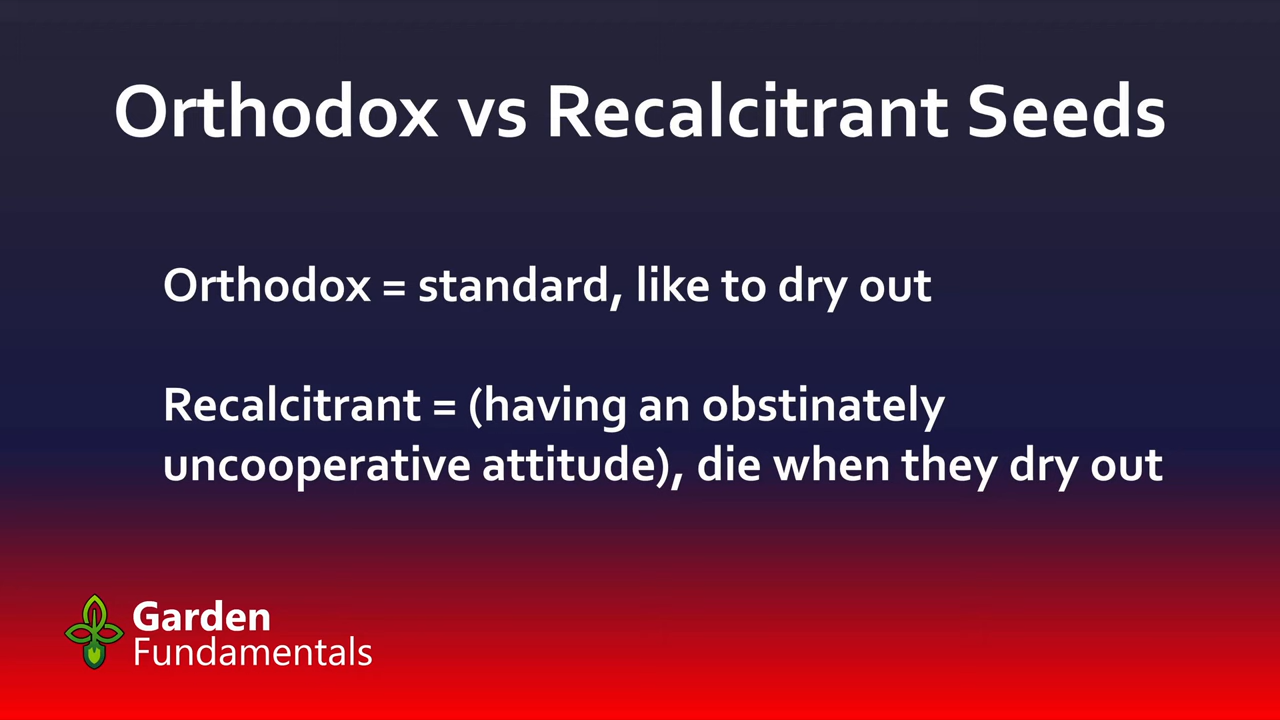 Orthodox vs Recalcitrant Seeds
Orthodox = standard, like to dry out
Recalcitrant = (having an obstinately
uncooperative attitude), die when they dry out
Garden
Fundamentals